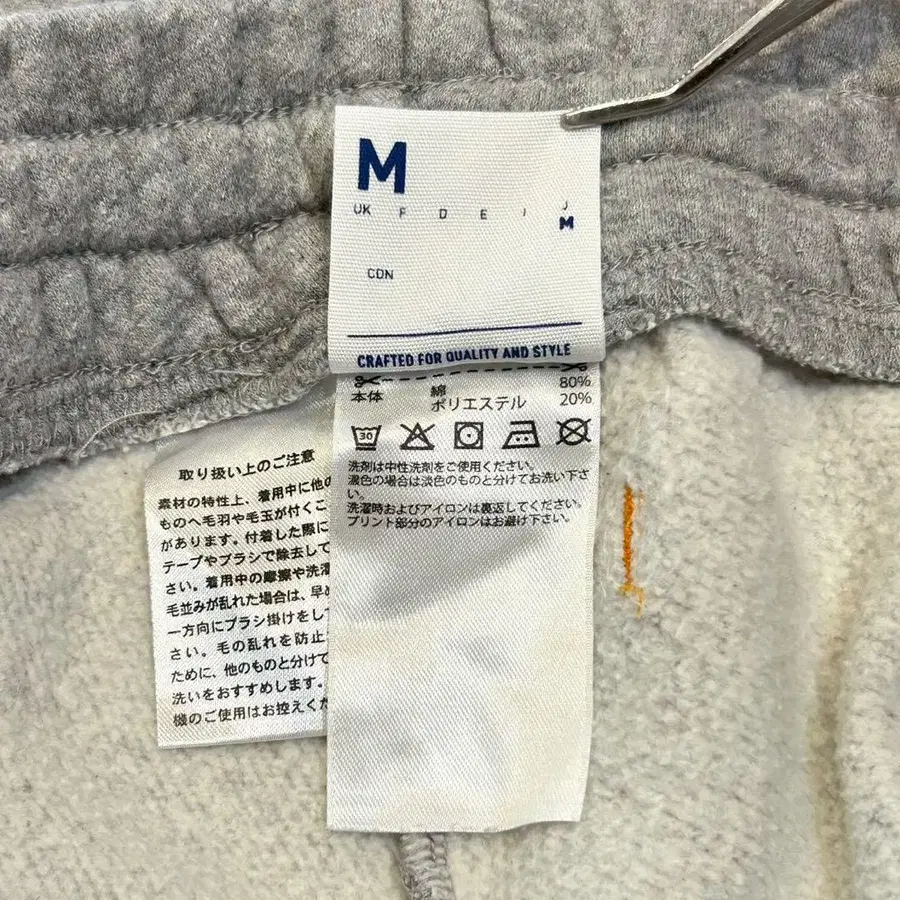 M
UK F D E I J
M
CDN
CRAFTED FOR QUALITY AND STYLE
本体 綿 80%
ポリエステル 20%
30
洗剤は中性洗剤をご使用ください。
濃色の場合は淡色のものと分けてお洗い下さ
い。
洗濯時およびアイロンは裏返してください。
プリント部分のアイロンはお避け下さい。
取り扱い上のご注意
素材の特性上、着用中に他の
ものへ毛羽や毛玉が付くこ
があります。付着した際に
テープやブラシで除去して
さい。着用中の摩擦や洗濯
毛並みが乱れた場合は、早め
一方向にブラシ掛けをして
さい。毛の乱れを防止
ために、他のものと分けて
洗いをおすすめします。
機のご使用はお控えくだ